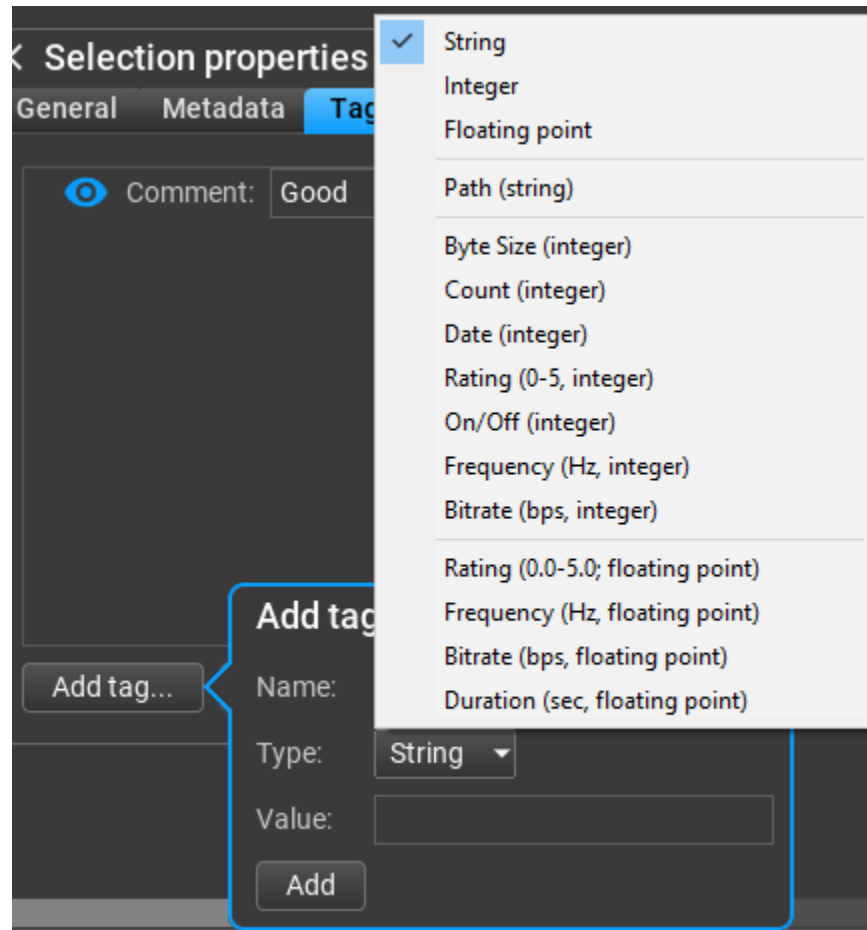 Selection properties
General Metadata Tag
Comment: Good
String
Integer
Floating point
Path (string)
Byte Size (integer)
Count (integer)
Date (integer)
Rating (0-5, integer)
On/Off (integer)
Frequency (Hz, integer)
Bitrate (bps, integer)
Rating (0.0-5.0; floating point)
Frequency (Hz, floating point)
Bitrate (bps, floating point)
Duration (sec, floating point)
Add tag...
Add tag
Name:
Type: String
Value:
Add